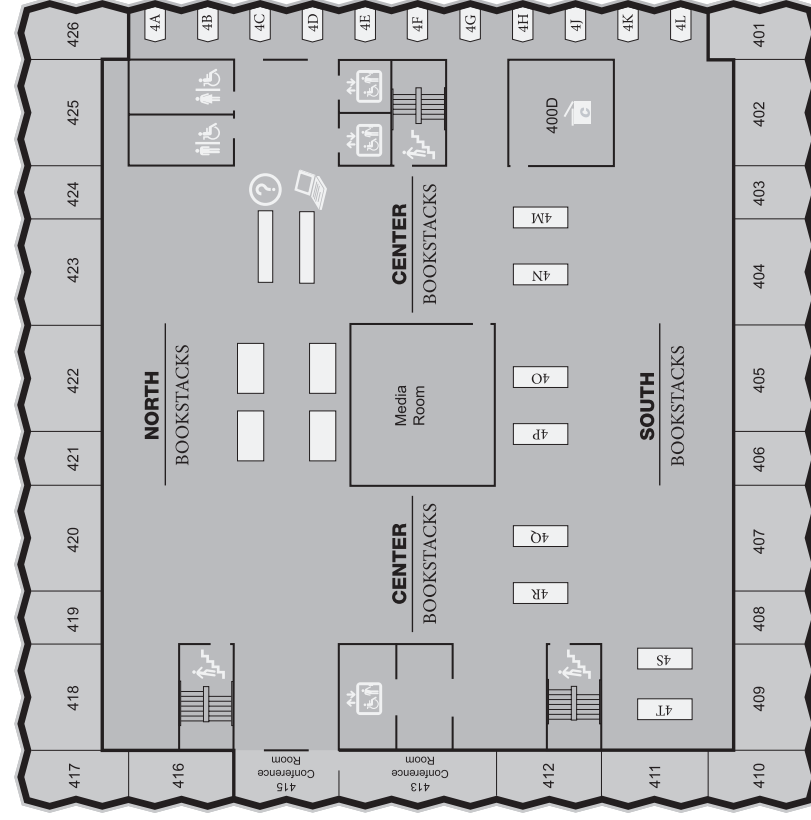 426
4A
4B
4C
4D
4E
4F
4G
4H
4J
4K
4L
401
425
400D
C
402
424
?
CENTER
BOOKSTACKS
4M
403
423
4N
404
422
NORTH
BOOKSTACKS
Media
Room
4O
SOUTH
BOOKSTACKS
405
421
4P
406
420
CENTER
BOOKSTACKS
4Q
407
419
4R
408
418
4S
4T
409
417
416
415
Conference
Room
413
Conference
Room
412
411
410